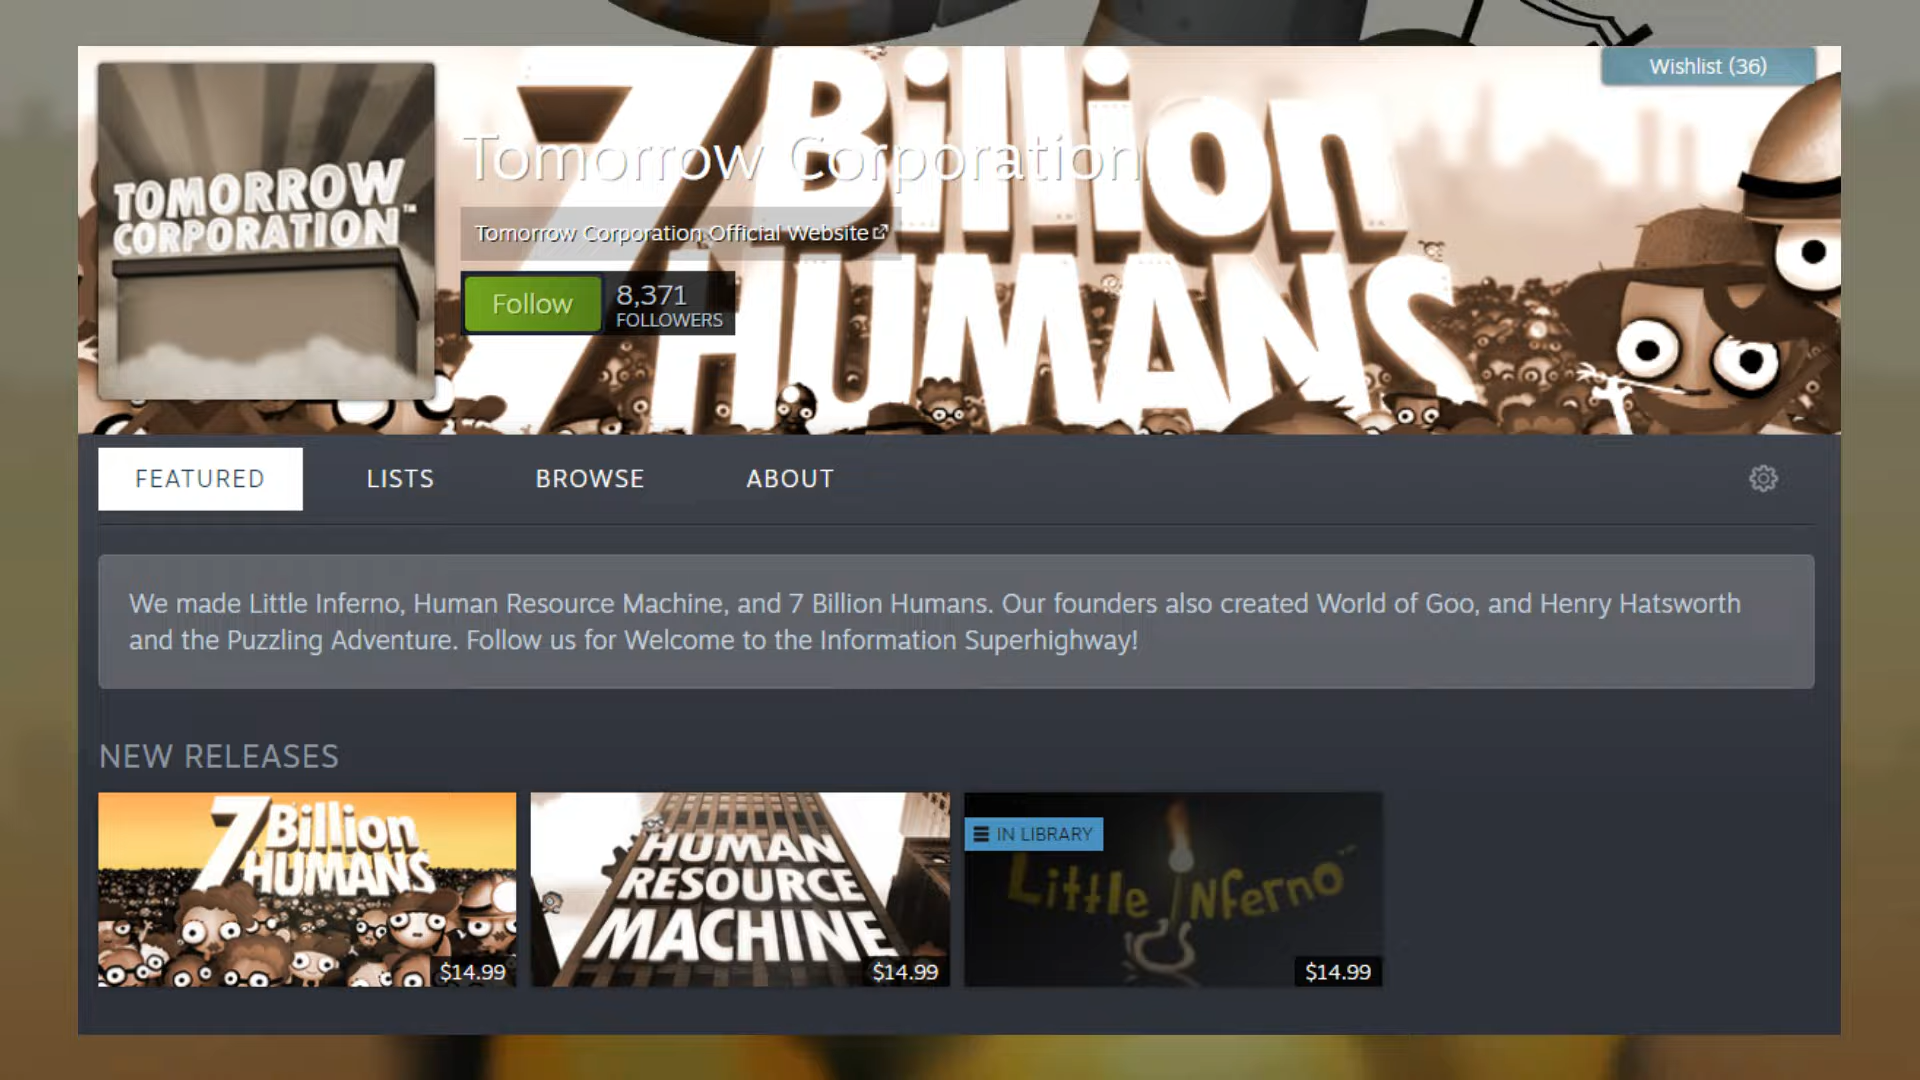 Wishlist (36)
7 Billion
HUMANS
TOMORROW
CORPORATION™
Tomorrow Corporation
Tomorrow Corporation Official Website
Follow
8,371
FOLLOWERS
FEATURED
LISTS
BROWSE
ABOUT
We made Little Inferno, Human Resource Machine, and 7 Billion Humans. Our founders also created World of Goo, and Henry Hatsworth
and the Puzzling Adventure. Follow us for Welcome to the Information Superhighway!
NEW RELEASES
7 Billion
HUMANS
$14.99
HUMAN
RESOURCE
MACHINE
$14.99
IN LIBRARY
Little Inferno™
$14.99